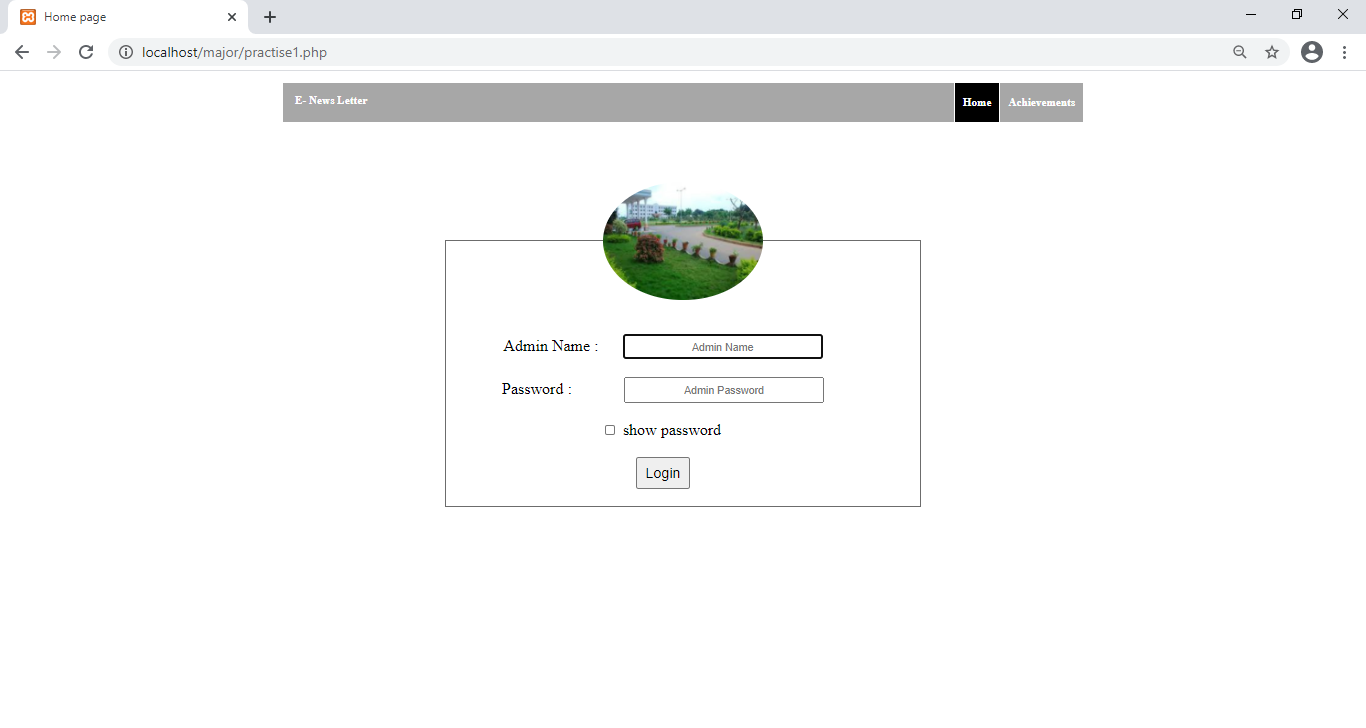 Home page
localhost/major/practise1.php
E- News Letter Home Achievements
Admin Name : Admin Name
Password : Admin Password
show password
Login